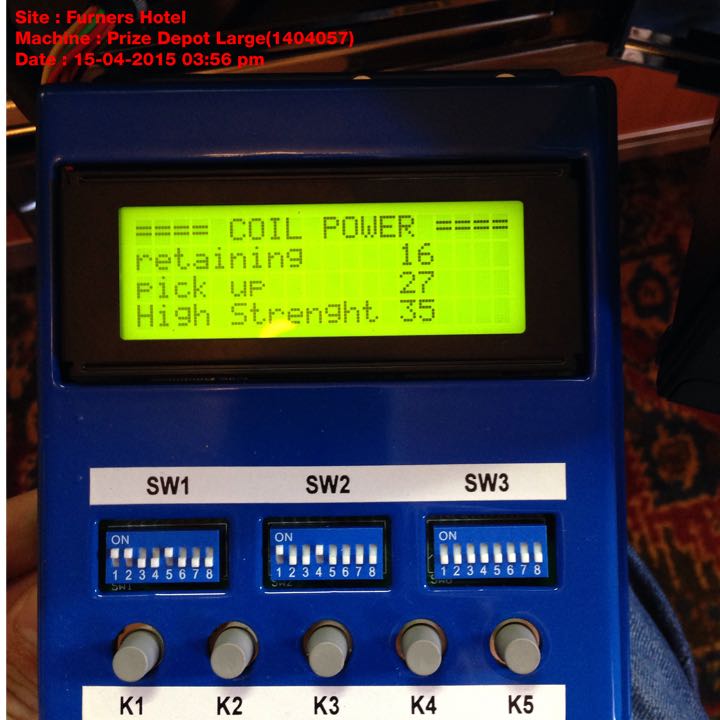 Site : Furners Hotel
Machine : Prize Depot Large(1404057)
Date : 15-04-2015 03:56 pm
==== COIL POWER ====
retaining 16
pick up 27
High Strenght 35
SW1 SW2 SW3
ON ON ON
1 2 3 4 5 6 7 8 1 2 3 4 5 6 7 8 1 2 3 4 5 6 7 8
SW1 SW2 SW3
K1 K2 K3 K4 K5